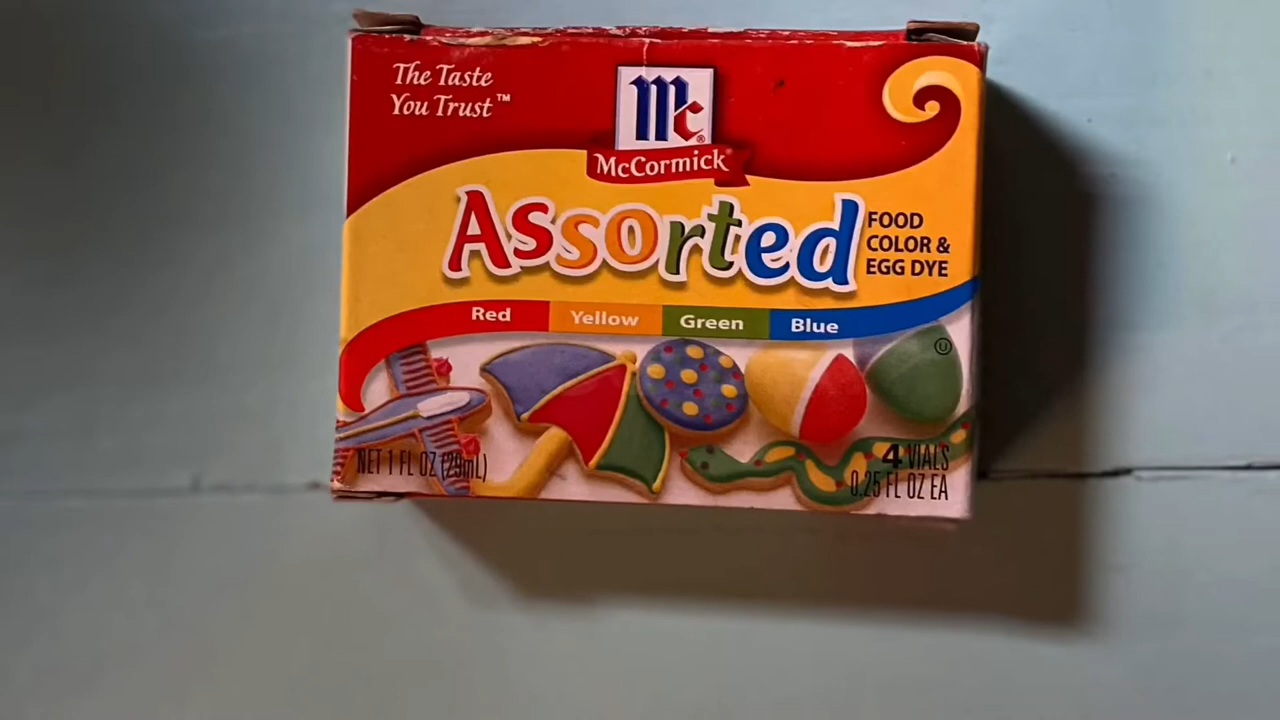 The Taste
You Trust™
Mc®
McCormick®
Assorted
FOOD
COLOR &
EGG DYE
Red Yellow Green Blue
U
NET 1 FL OZ (29mL)
4 VIALS
0.25 FL OZ EA